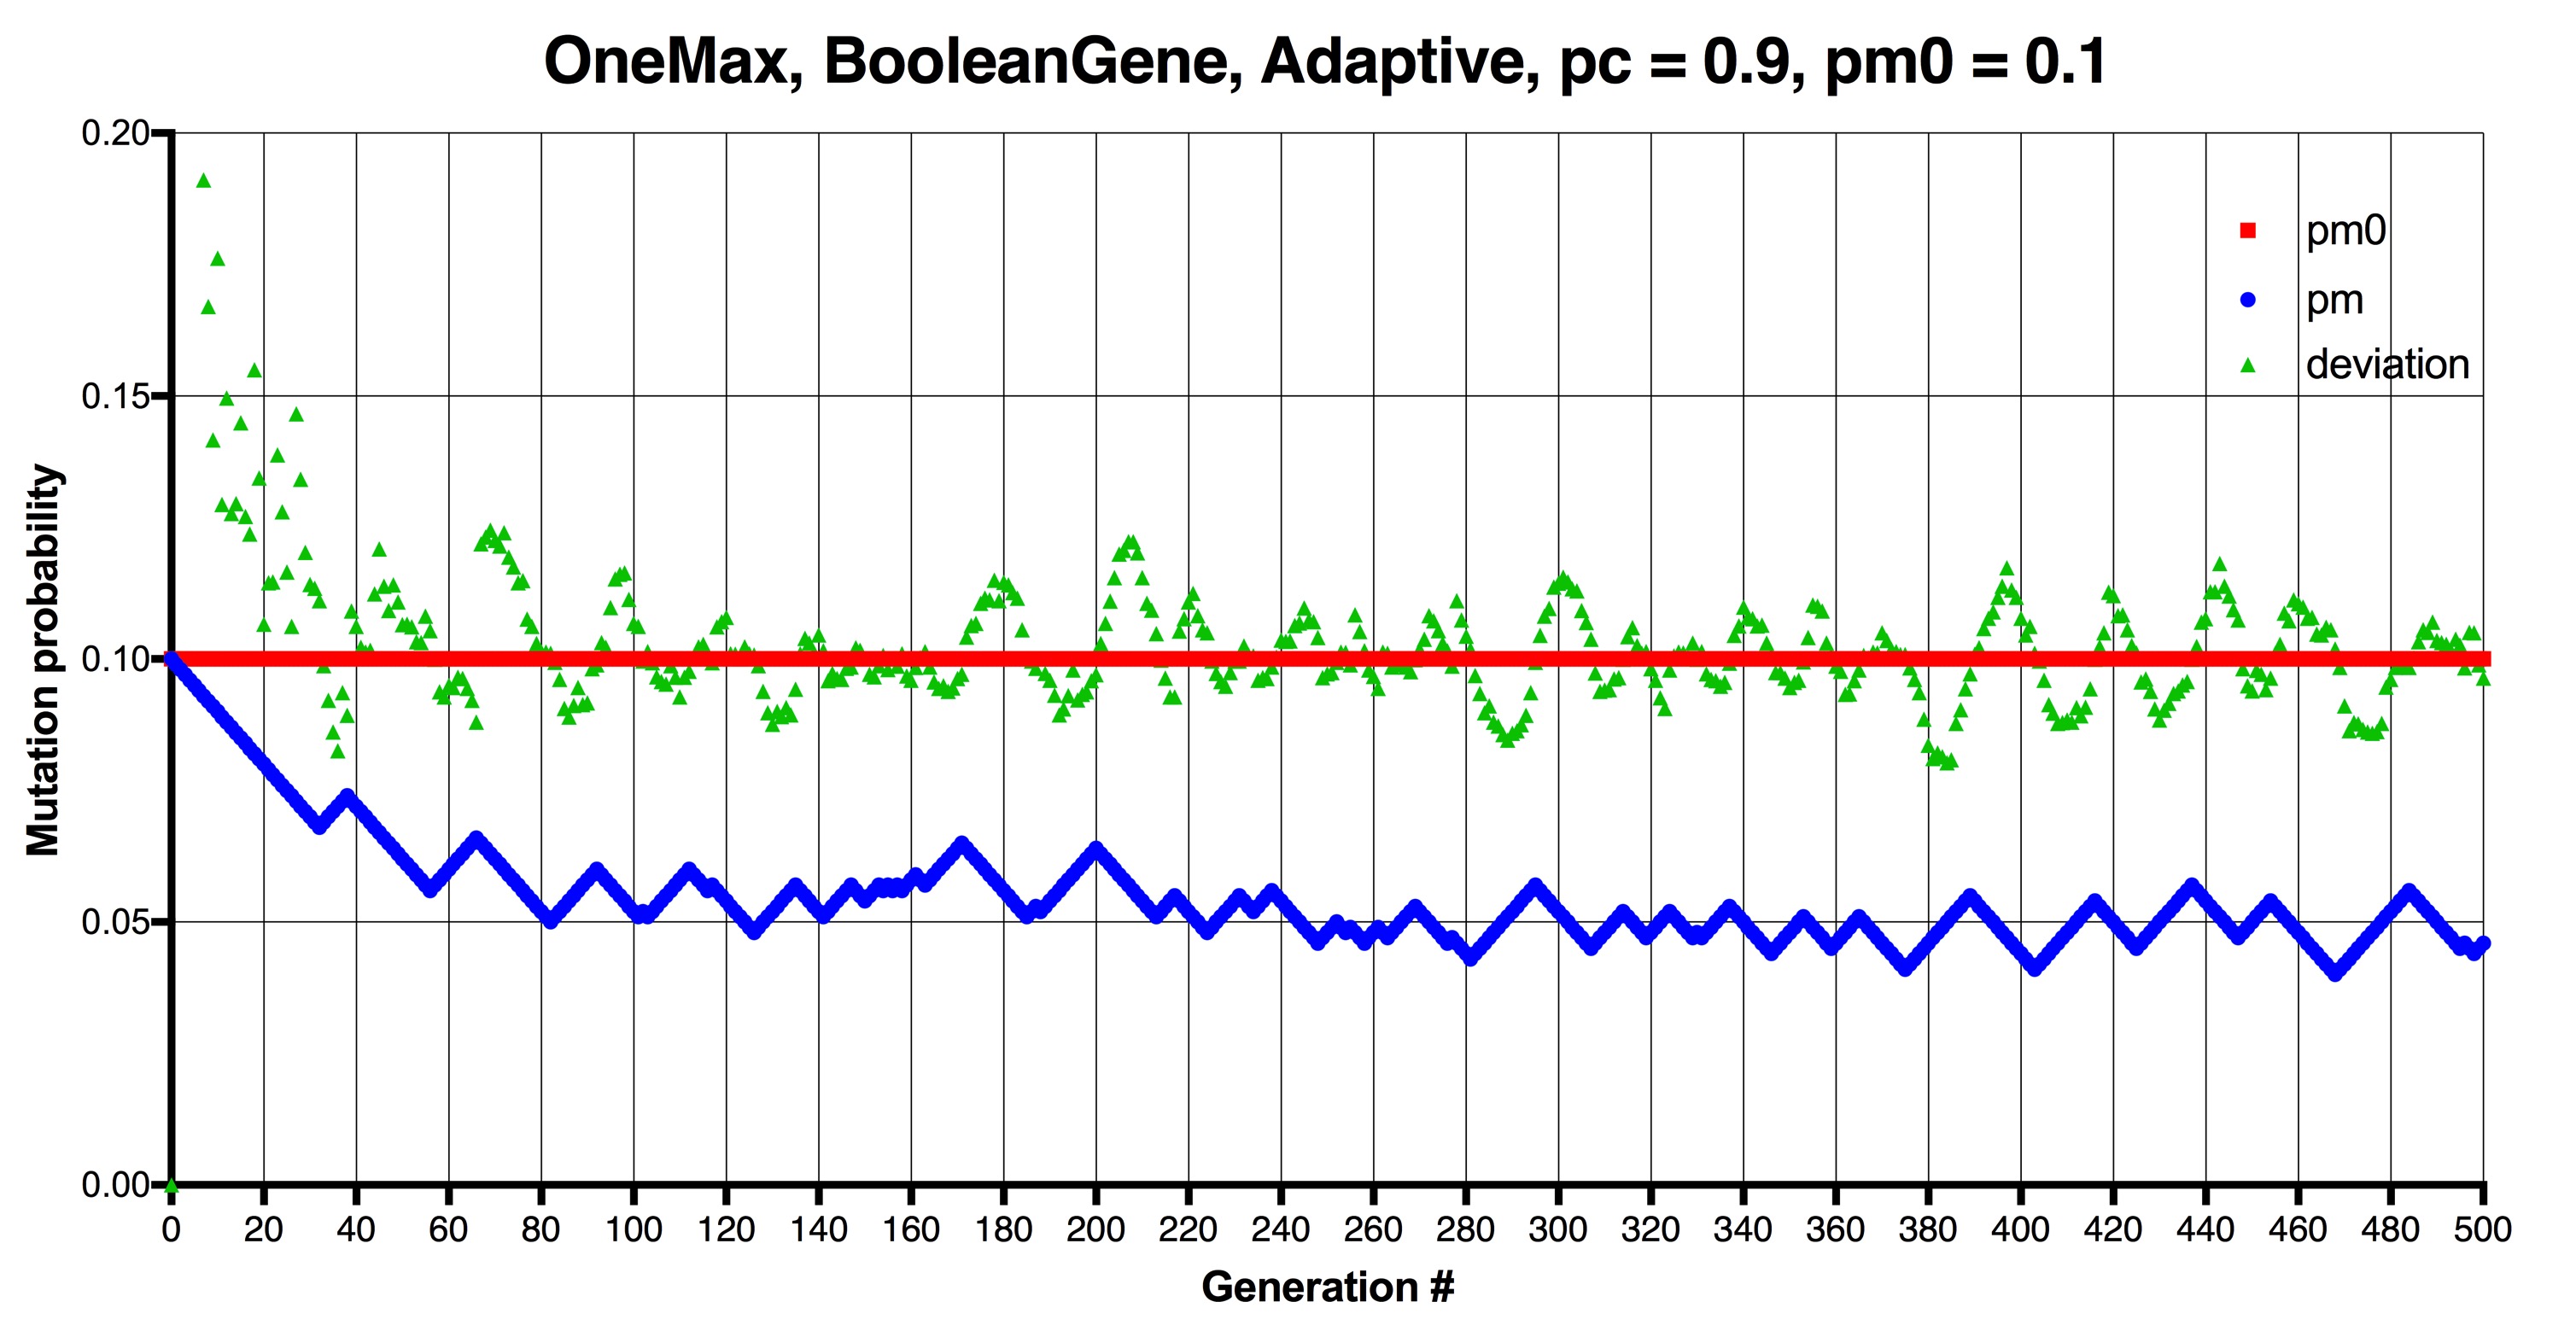 OneMax, BooleanGene, Adaptive, pc = 0.9, pm0 = 0.1
0.20
0.15
0.10
0.05
0.00
Mutation probability
pm0
pm
deviation
0 20 40 60 80 100 120 140 160 180 200 220 240 260 280 300 320 340 360 380 400 420 440 460 480 500
Generation #